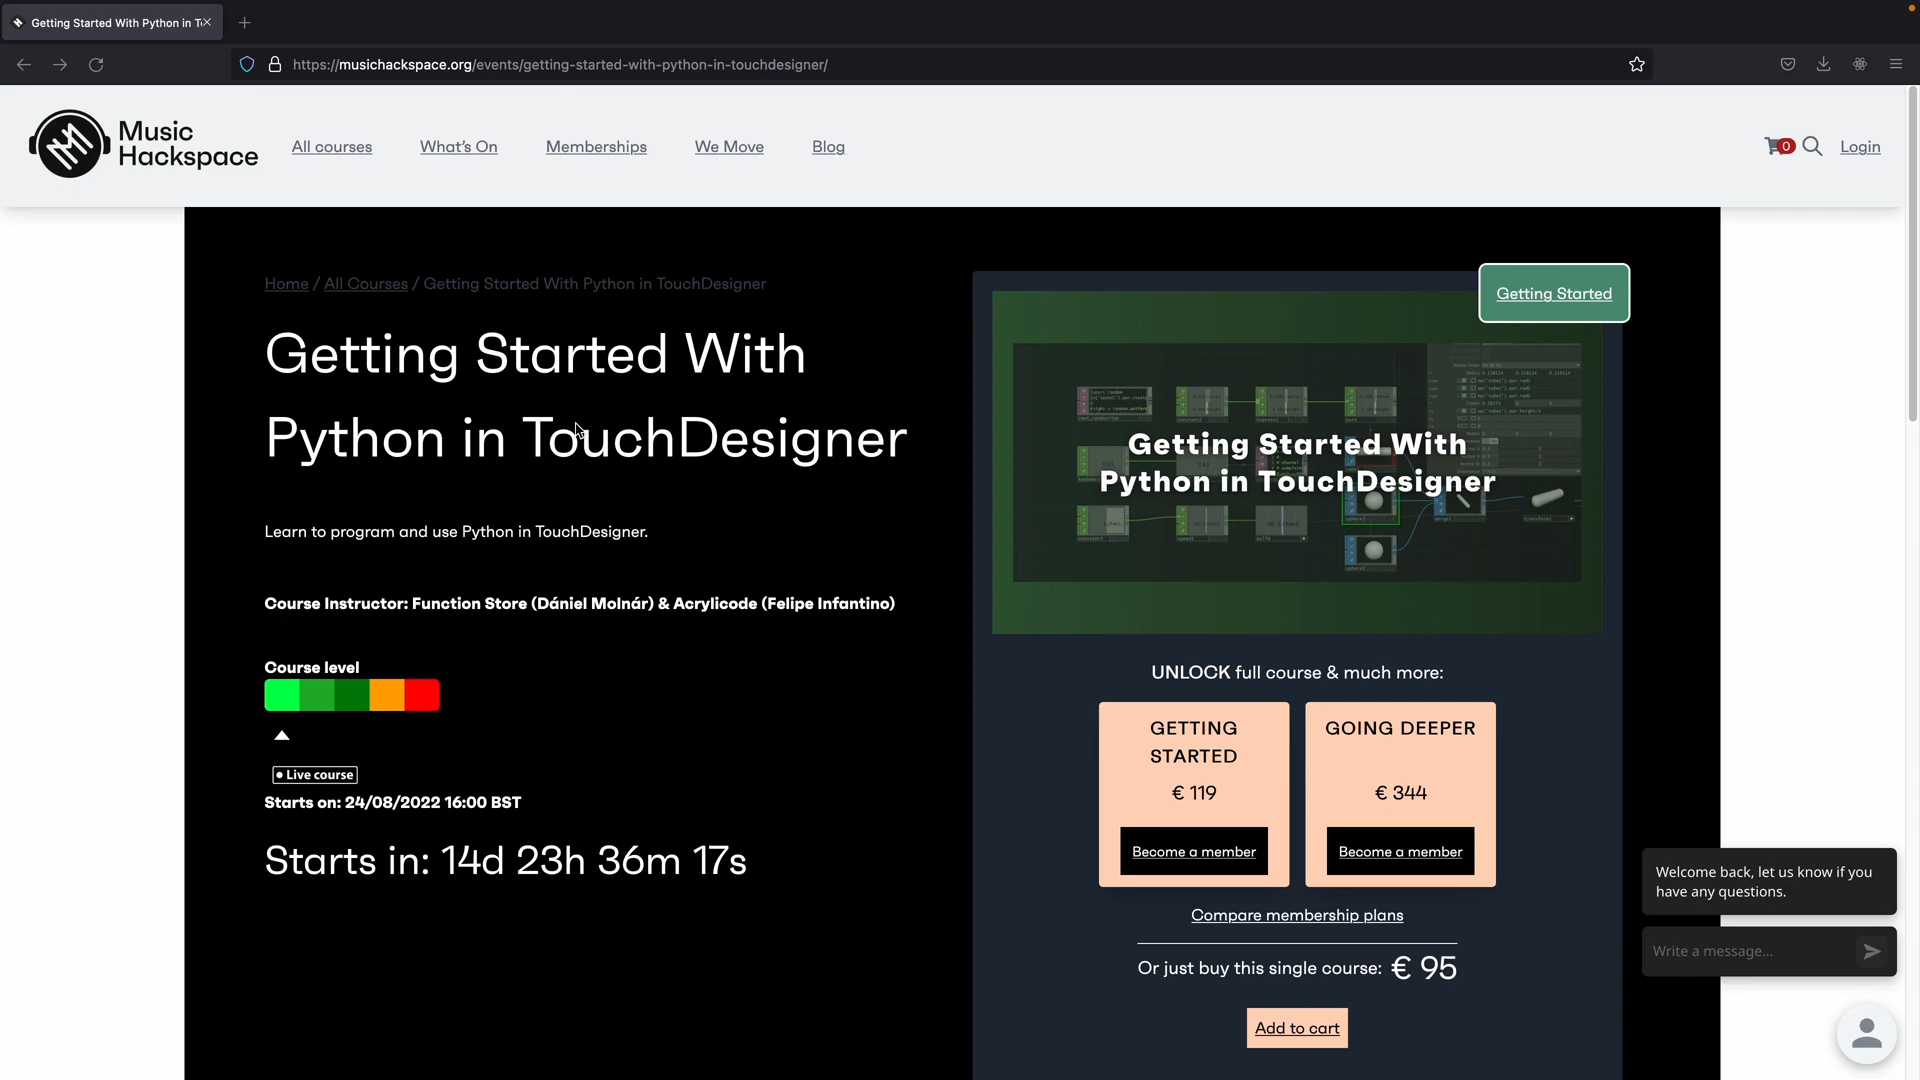 Getting Started With Python in T
https://musichackspace.org/events/getting-started-with-python-in-touchdesigner/
Music
Hackspace
All courses
What's On
Memberships
We Move
Blog
0
Login
Home / All Courses / Getting Started With Python in TouchDesigner
Getting Started With
Python in TouchDesigner
Learn to program and use Python in TouchDesigner.
Course Instructor: Function Store (Dániel Molnár) & Acrylicode (Felipe Infantino)
Course level
Live course
Starts on: 24/08/2022 16:00 BST
Starts in: 14d 23h 36m 17s
Getting Started
Getting Started With
Python in TouchDesigner
UNLOCK full course & much more:
GETTING
STARTED
€ 119
Become a member
GOING DEEPER
€ 344
Become a member
Compare membership plans
Or just buy this single course: € 95
Add to cart
Welcome back, let us know if you
have any questions.
Write a message...